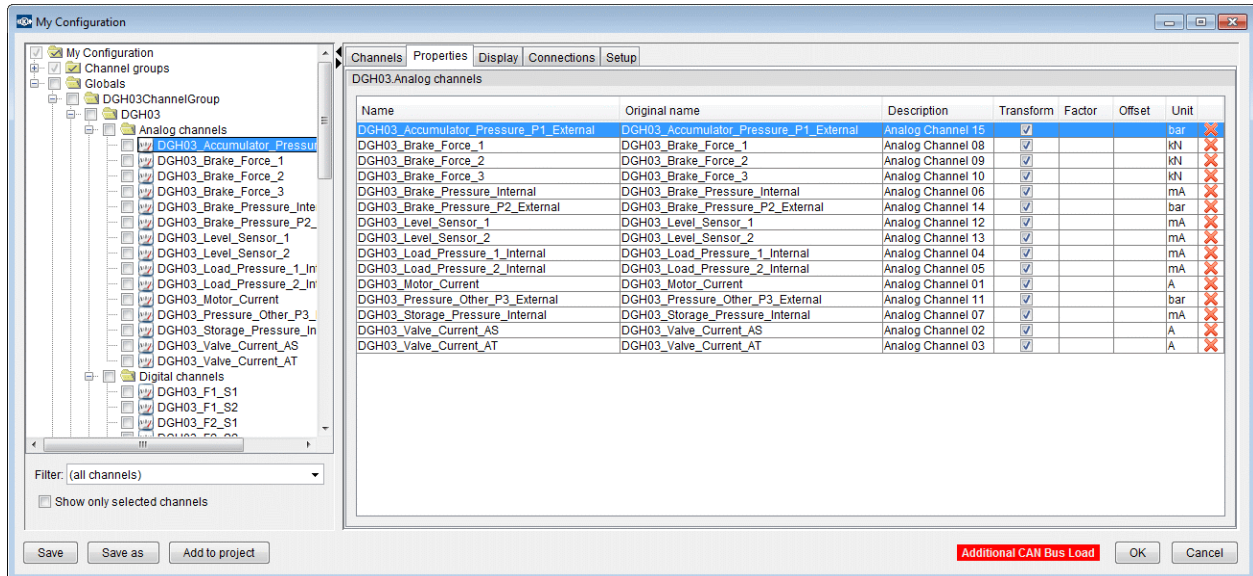 My Configuration
My Configuration
Channel groups
Globals
DGH03ChannelGroup
DGH03
Analog channels
DGH03_Accumulator_Pressur
DGH03_Brake_Force_1
DGH03_Brake_Force_2
DGH03_Brake_Force_3
DGH03_Brake_Pressure_Inte
DGH03_Brake_Pressure_P2_
DGH03_Level_Sensor_1
DGH03_Level_Sensor_2
DGH03_Load_Pressure_1_In
DGH03_Load_Pressure_2_In
DGH03_Motor_Current
DGH03_Pressure_Other_P3_
DGH03_Storage_Pressure_In
DGH03_Valve_Current_AS
DGH03_Valve_Current_AT
Digital channels
DGH03_F1_S1
DGH03_F1_S2
DGH03_F2_S1
Filter: (all channels)
Show only selected channels
Channels Properties Display Connections Setup
DGH03.Analog channels
Name Original name Description Transform Factor Offset Unit
DGH03_Accumulator_Pressure_P1_External DGH03_Accumulator_Pressure_P1_External Analog Channel 15 bar
DGH03_Brake_Force_1 DGH03_Brake_Force_1 Analog Channel 08 kN
DGH03_Brake_Force_2 DGH03_Brake_Force_2 Analog Channel 09 kN
DGH03_Brake_Force_3 DGH03_Brake_Force_3 Analog Channel 10 kN
DGH03_Brake_Pressure_Internal DGH03_Brake_Pressure_Internal Analog Channel 06 mA
DGH03_Brake_Pressure_P2_External DGH03_Brake_Pressure_P2_External Analog Channel 14 bar
DGH03_Level_Sensor_1 DGH03_Level_Sensor_1 Analog Channel 12 mA
DGH03_Level_Sensor_2 DGH03_Level_Sensor_2 Analog Channel 13 mA
DGH03_Load_Pressure_1_Internal DGH03_Load_Pressure_1_Internal Analog Channel 04 mA
DGH03_Load_Pressure_2_Internal DGH03_Load_Pressure_2_Internal Analog Channel 05 mA
DGH03_Motor_Current DGH03_Motor_Current Analog Channel 01 A
DGH03_Pressure_Other_P3_External DGH03_Pressure_Other_P3_External Analog Channel 11 bar
DGH03_Storage_Pressure_Internal DGH03_Storage_Pressure_Internal Analog Channel 07 mA
DGH03_Valve_Current_AS DGH03_Valve_Current_AS Analog Channel 02 A
DGH03_Valve_Current_AT DGH03_Valve_Current_AT Analog Channel 03 A
Save Save as Add to project Additional CAN Bus Load OK Cancel